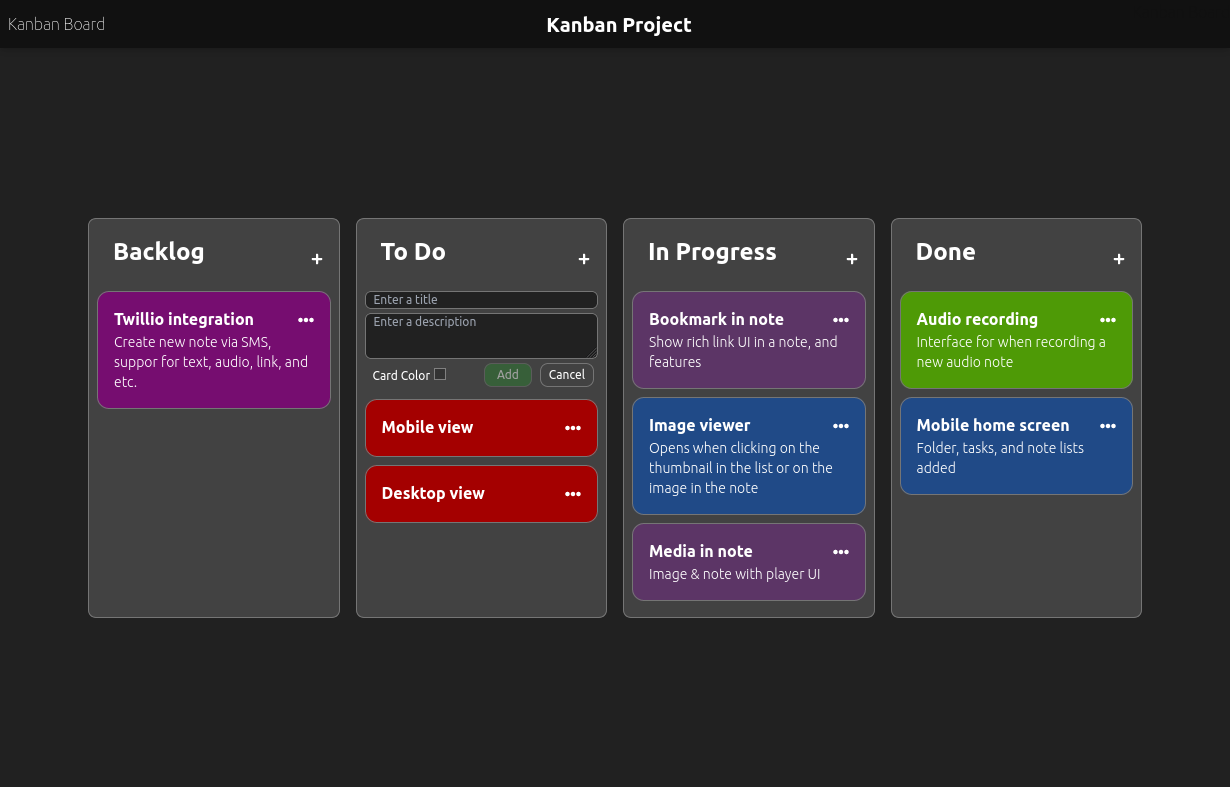 Kanban Board
Kanban Project
Backlog
+
Twillio integration
Create new note via SMS,
suppor for text, audio, link, and
etc.
To Do
+
Enter a title
Enter a description
Card Color
Add
Cancel
Mobile view
Desktop view
In Progress
+
Bookmark in note
Show rich link UI in a note, and
features
Image viewer
Opens when clicking on the
thumbnail in the list or on the
image in the note
Media in note
Image & note with player UI
Done
+
Audio recording
Interface for when recording a
new audio note
Mobile home screen
Folder, tasks, and note lists
added